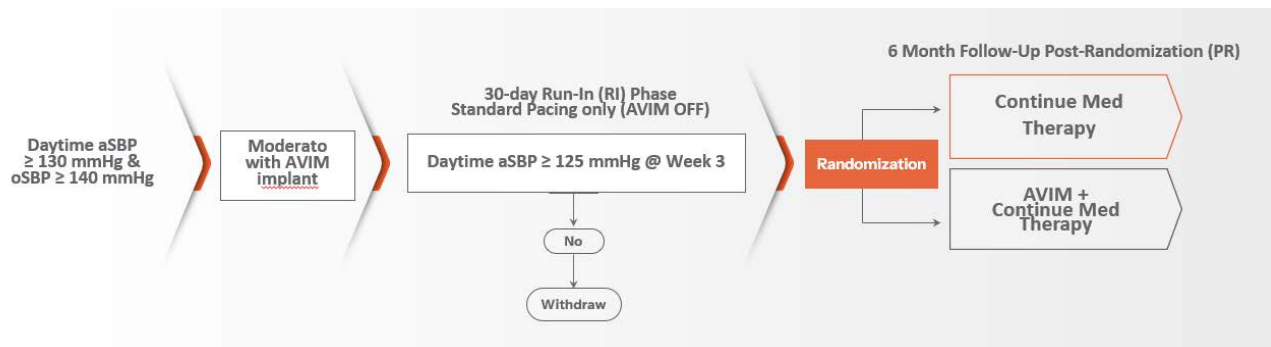 Daytime aSBP
≥ 130 mmHg &
oSBP ≥ 140 mmHg
Moderato
with AVIM
implant
30-day Run-In (RI) Phase
Standard Pacing only (AVIM OFF)
Daytime aSBP ≥ 125 mmHg @ Week 3
No
Withdraw
Randomization
6 Month Follow-Up Post-Randomization (PR)
Continue Med
Therapy
AVIM +
Continue Med
Therapy